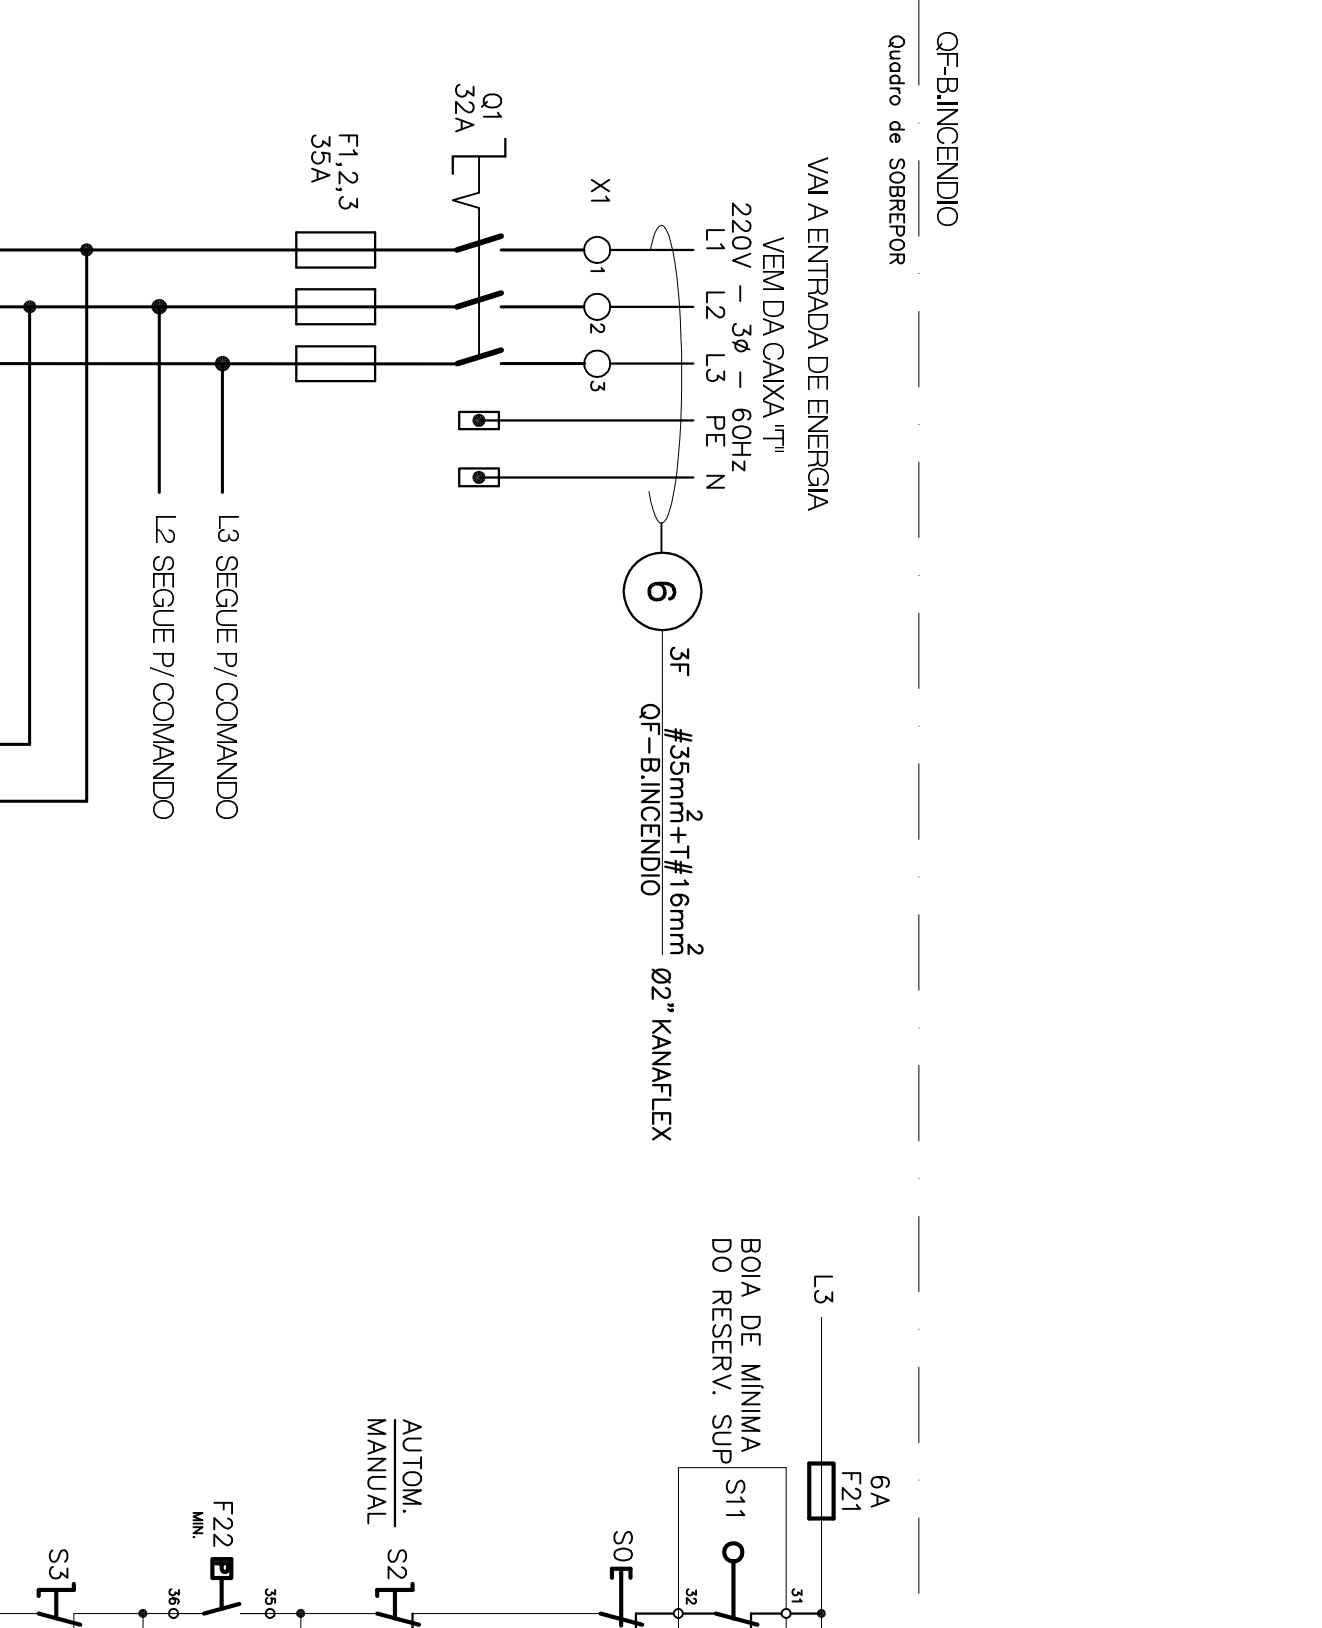 QF-B.INCENDIO
Quadro de SOBREPOR
VAI A ENTRADA DE ENERGIA
VEM DA CAIXA "T"
220V - 3ø - 60Hz
L1 L2 L3 PE N
X1
1
2
3
Q1
32A
F1,2,3
35A
6
3F #35mm²+T#16mm²
QF-B.INCENDIO
Ø2" KANAFLEX
L3 SEGUE P/COMANDO
L2 SEGUE P/COMANDO
L3
6A
F21
BOIA DE MÍNIMA
DO RESERV. SUP
S11
31
32
S0
AUTOM.
MANUAL
S2
35
F22
MIN.
P
36
S3